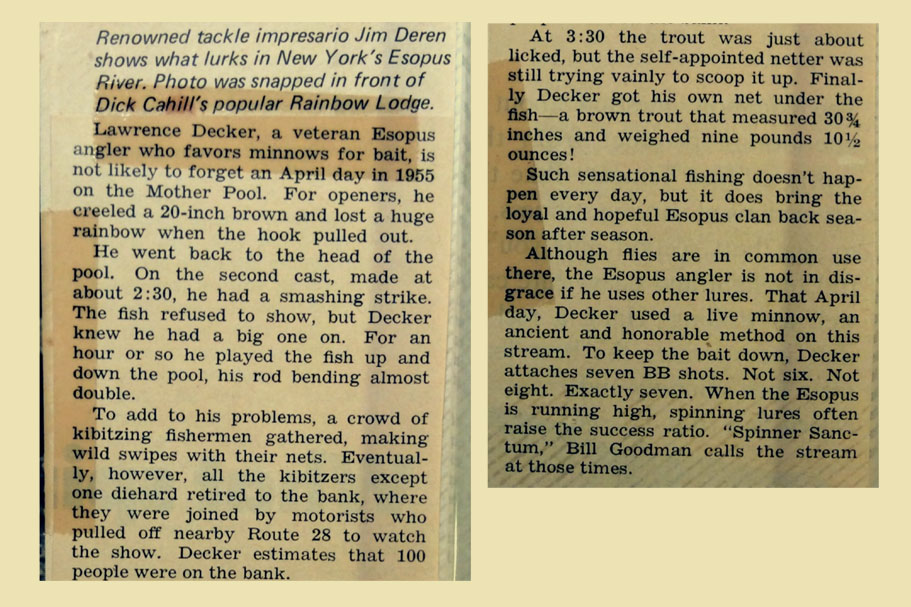 Renowned tackle impresario Jim Deren
shows what lurks in New York's Esopus
River. Photo was snapped in front of
Dick Cahill's popular Rainbow Lodge.
Lawrence Decker, a veteran Esopus
angler who favors minnows for bait, is
not likely to forget an April day in 1955
on the Mother Pool. For openers, he
creeled a 20-inch brown and lost a huge
rainbow when the hook pulled out.
He went back to the head of the
pool. On the second cast, made at
about 2:30, he had a smashing strike.
The fish refused to show, but Decker
knew he had a big one on. For an
hour or so he played the fish up and
down the pool, his rod bending almost
double.
To add to his problems, a crowd of
kibitzing fishermen gathered, making
wild swipes with their nets. Eventual-
ly, however, all the kibitzers except
one diehard retired to the bank, where
they were joined by motorists who
pulled off nearby Route 28 to watch
the show. Decker estimates that 100
people were on the bank.
At 3:30 the trout was just about
licked, but the self-appointed netter was
still trying vainly to scoop it up. Final-
ly Decker got his own net under the
fish—a brown trout that measured 30¾
inches and weighed nine pounds 10½
ounces!
Such sensational fishing doesn't hap-
pen every day, but it does bring the
loyal and hopeful Esopus clan back sea-
son after season.
Although flies are in common use
there, the Esopus angler is not in dis-
grace if he uses other lures. That April
day, Decker used a live minnow, an
ancient and honorable method on this
stream. To keep the bait down, Decker
attaches seven BB shots. Not six. Not
eight. Exactly seven. When the Esopus
is running high, spinning lures often
raise the success ratio. "Spinner Sanc-
tum," Bill Goodman calls the stream
at those times.